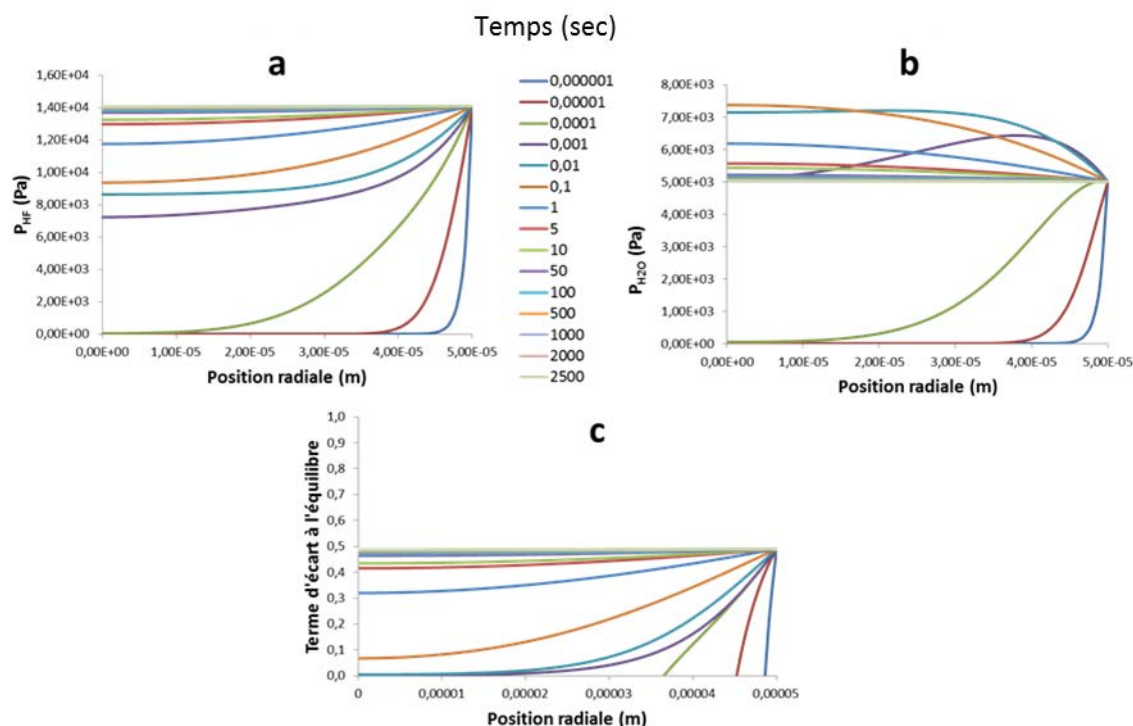 Temps (sec)
a
1,60E+04
1,40E+04
1,20E+04
1,00E+04
8,00E+03
6,00E+03
4,00E+03
2,00E+03
0,00E+00
P_HF (Pa)
0,00E+00 1,00E-05 2,00E-05 3,00E-05 4,00E-05 5,00E-05
Position radiale (m)
0,000001
0,00001
0,0001
0,001
0,01
0,1
1
5
10
50
100
500
1000
2000
2500
b
8,00E+03
7,00E+03
6,00E+03
5,00E+03
4,00E+03
3,00E+03
2,00E+03
1,00E+03
0,00E+00
P_H2O (Pa)
0,00E+00 1,00E-05 2,00E-05 3,00E-05 4,00E-05 5,00E-05
Position radiale (m)
c
1,0
0,9
0,8
0,7
0,6
0,5
0,4
0,3
0,2
0,1
0,0
Terme d'écart à l'équilibre
0 0,00001 0,00002 0,00003 0,00004 0,00005
Position radiale (m)